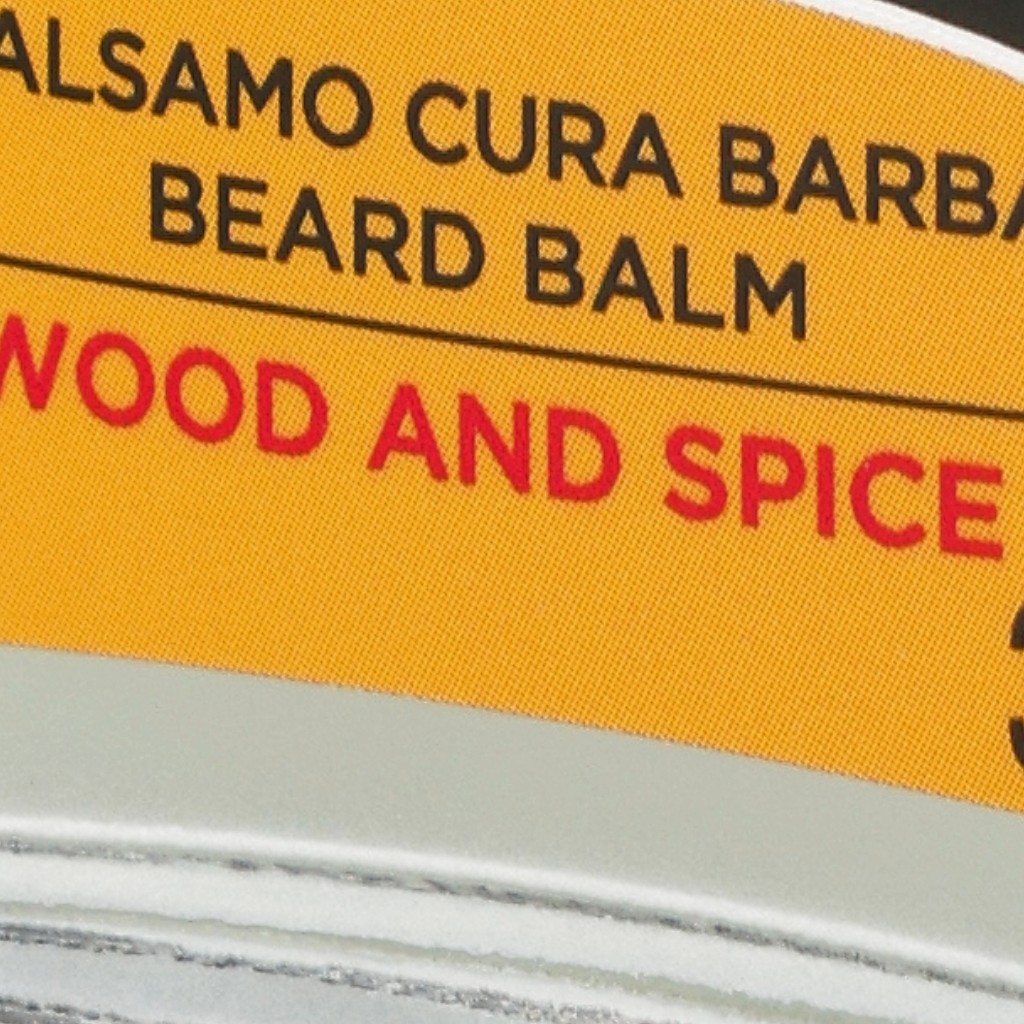 ALSAMO CURA BARBA
BEARD BALM
WOOD AND SPICE